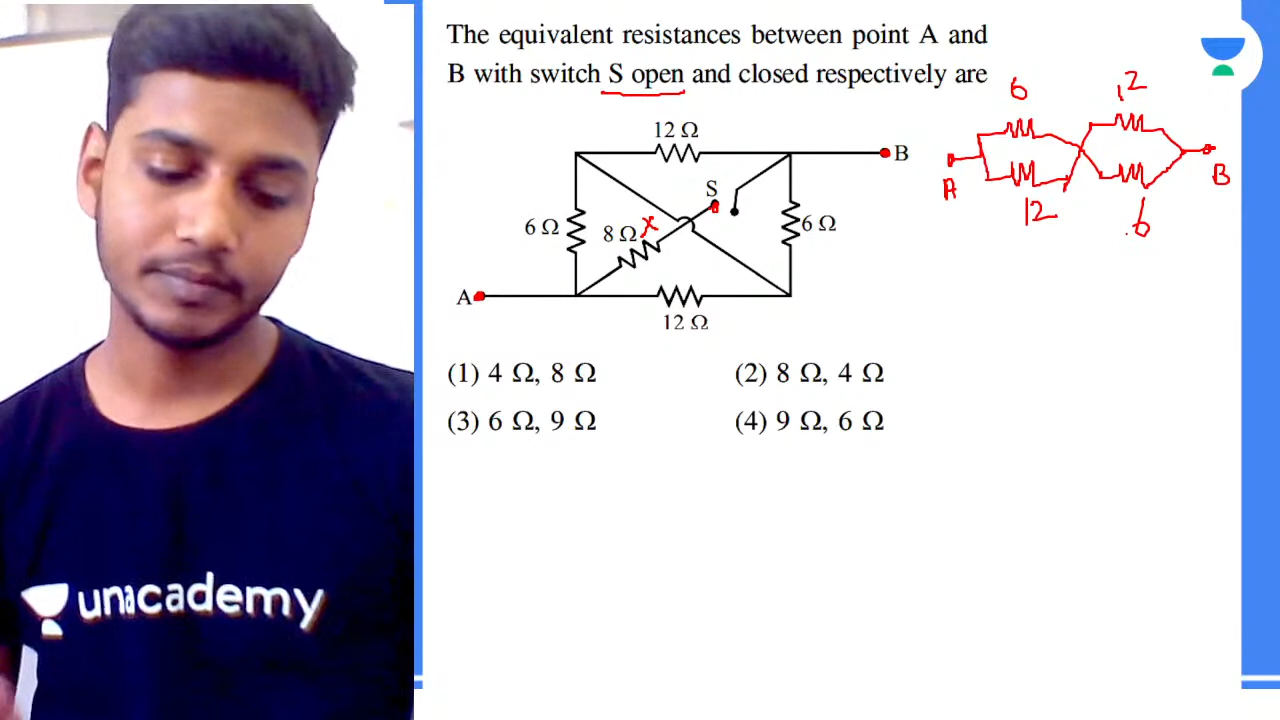 The equivalent resistances between point A and
B with switch S open and closed respectively are
12 Ω
B
S
6 Ω
8 Ω
X
6 Ω
A
12 Ω
(1) 4 Ω, 8 Ω
(2) 8 Ω, 4 Ω
(3) 6 Ω, 9 Ω
(4) 9 Ω, 6 Ω
6
12
A
B
12
6
unacademy